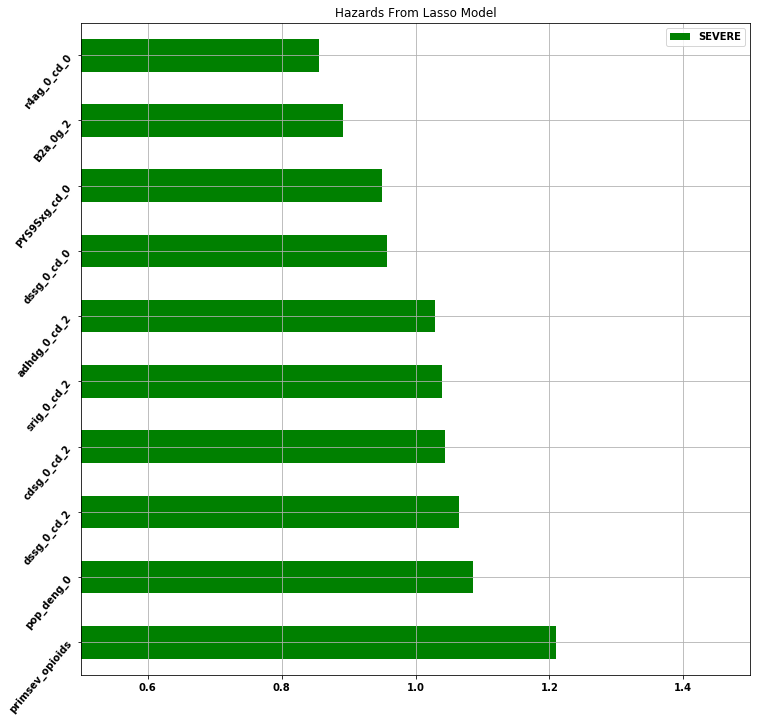 Hazards From Lasso Model
SEVERE
r4ag_0_cd_0
B2a_0g_2
PYS9Sxg_cd_0
dssg_0_cd_0
adhdg_0_cd_2
srig_0_cd_2
cdsg_0_cd_2
dssg_0_cd_2
pop_deng_0
primsev_opioids
0.6 0.8 1.0 1.2 1.4